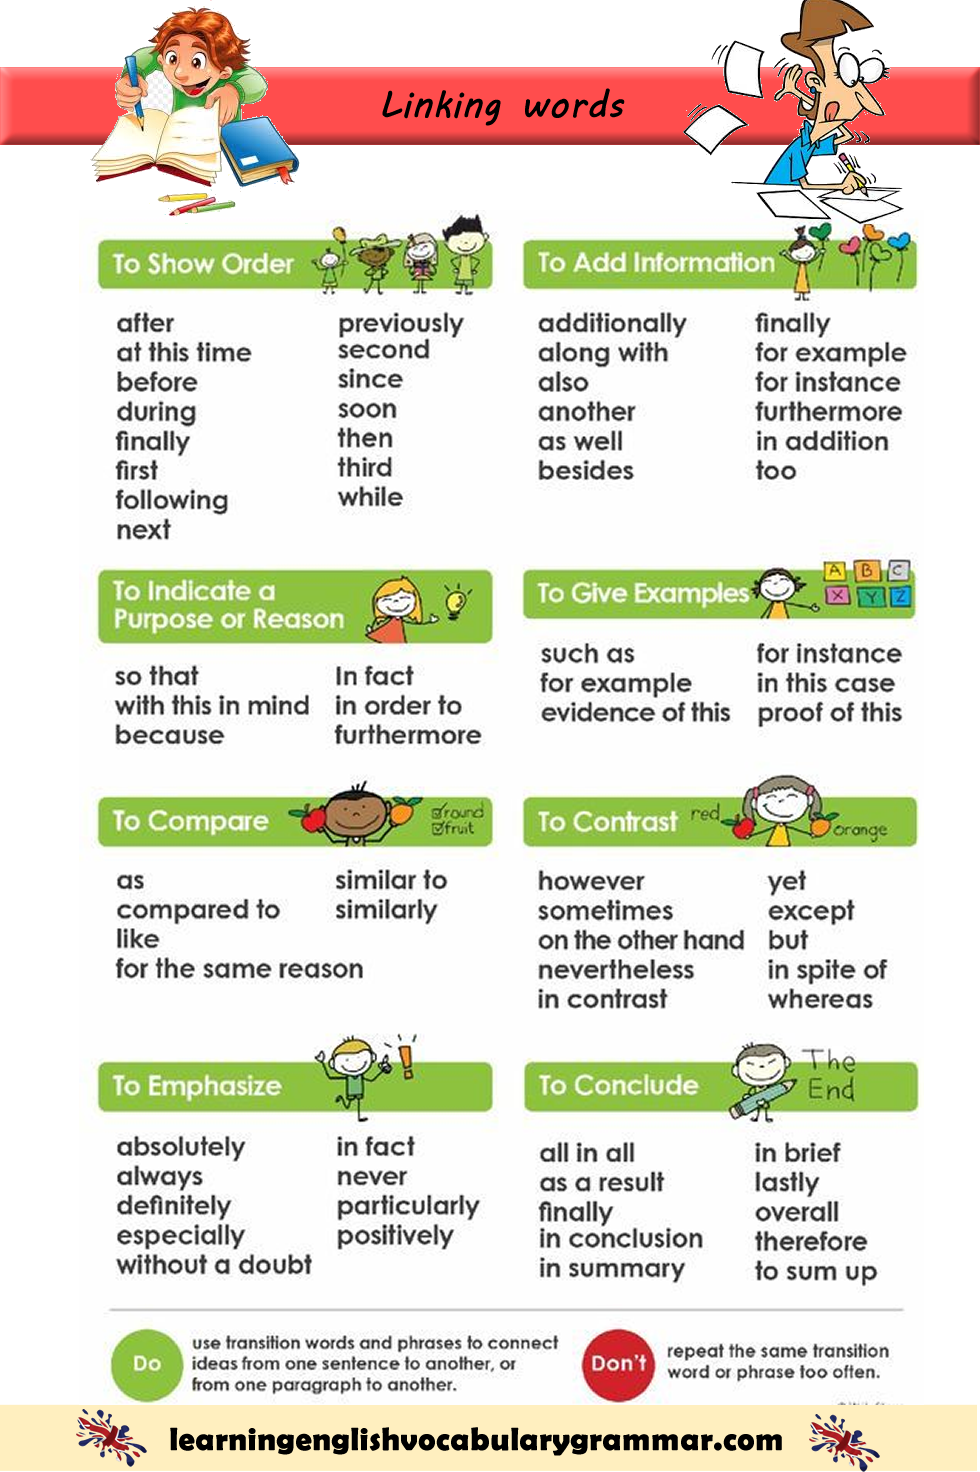 Linking words
To Show Order
after
at this time
before
during
finally
first
following
next
previously
second
since
soon
then
third
while
To Add Information
additionally
along with
also
another
as well
besides
finally
for example
for instance
furthermore
in addition
too
To Indicate a
Purpose or Reason
so that
with this in mind
because
In fact
in order to
furthermore
To Give Examples
A B C
X Y Z
such as
for example
evidence of this
for instance
in this case
proof of this
To Compare
round
fruit
as
compared to
like
for the same reason
similar to
similarly
To Contrast
red
orange
however
sometimes
on the other hand
nevertheless
in contrast
yet
except
but
in spite of
whereas
To Emphasize
!
absolutely
always
definitely
especially
without a doubt
in fact
never
particularly
positively
To Conclude
The
End
all in all
as a result
finally
in conclusion
in summary
in brief
lastly
overall
therefore
to sum up
Do
use transition words and phrases to connect
ideas from one sentence to another, or
from one paragraph to another.
Don't
repeat the same transition
word or phrase too often.
learningenglishvocabularygrammar.com